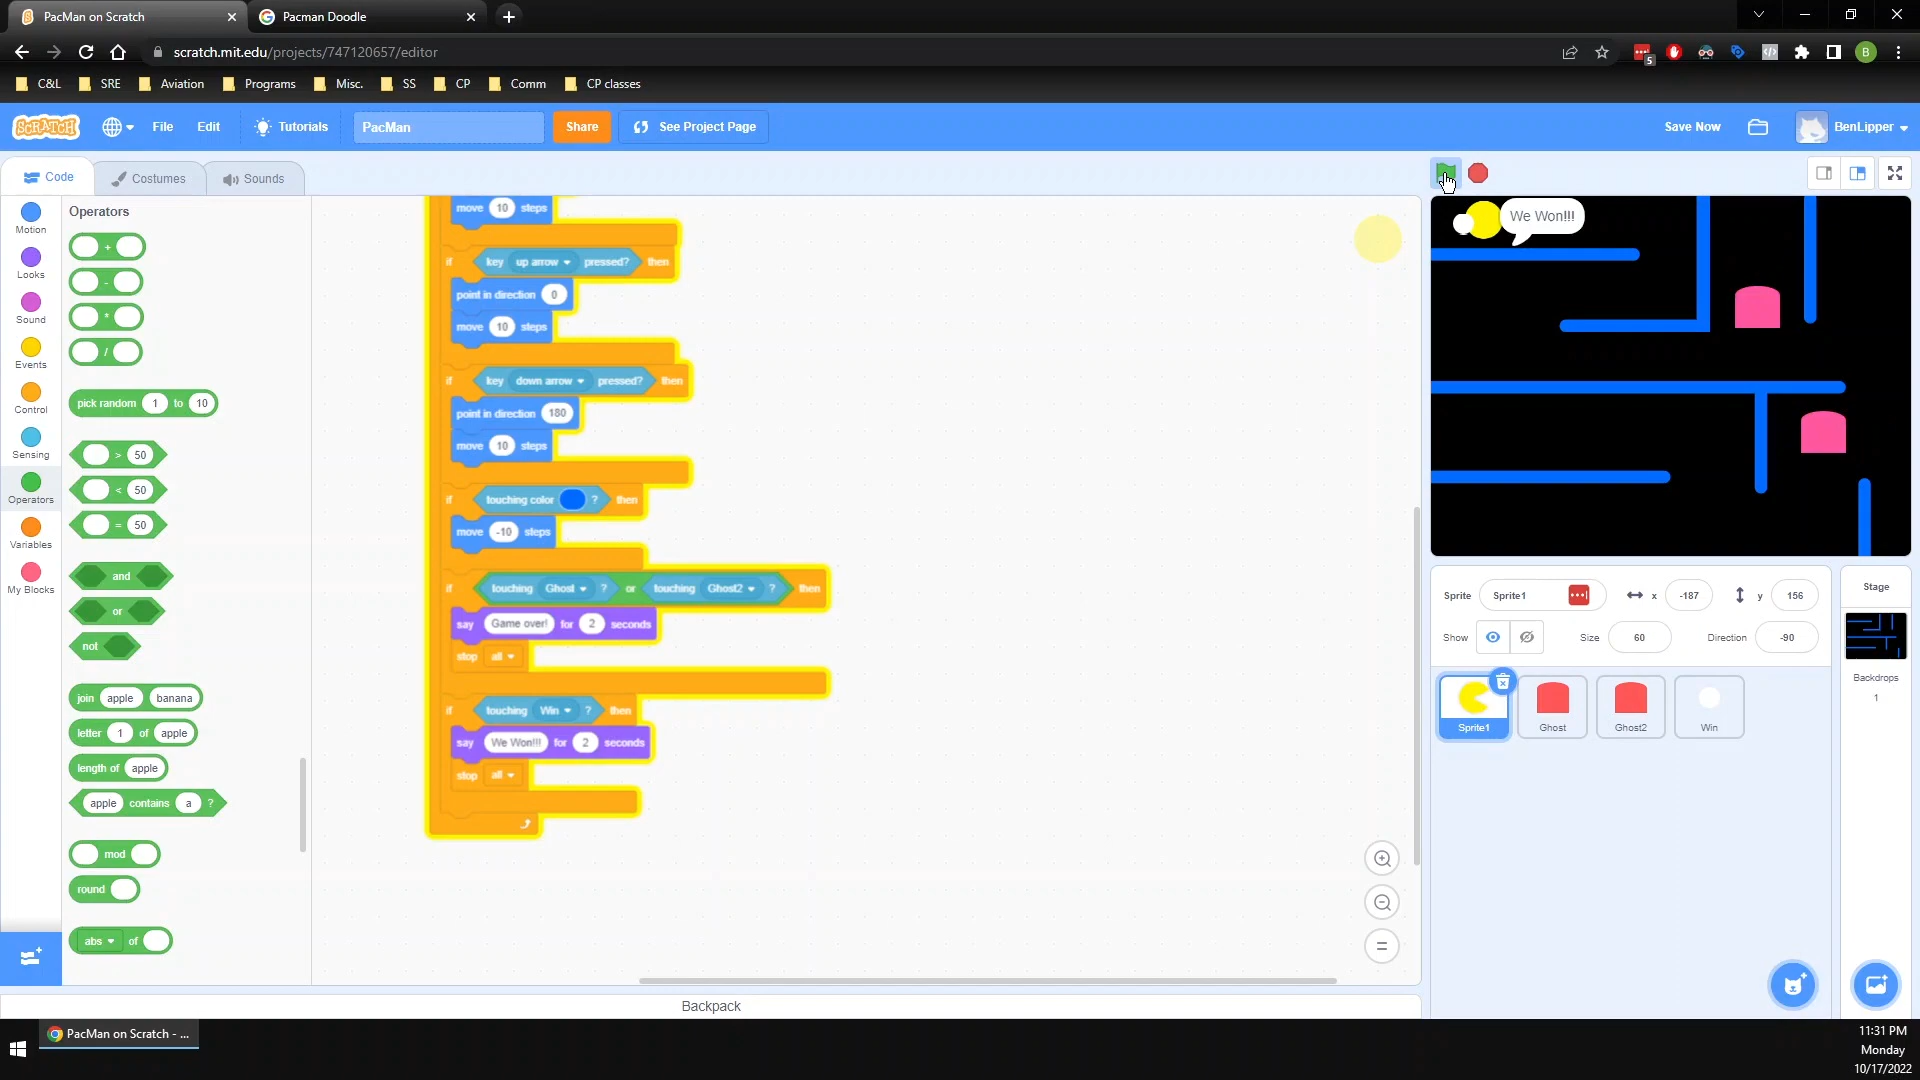 PacMan on Scratch
Pacman Doodle
scratch.mit.edu/projects/747120657/editor
5
B
C&L
SRE
Aviation
Programs
Misc.
SS
CP
Comm
CP classes
SCRATCH
File
Edit
Tutorials
PacMan
Share
See Project Page
Save Now
BenLipper
Code
Costumes
Sounds
Motion
Looks
Sound
Events
Control
Sensing
Operators
Variables
My Blocks
Operators
+
-
*
/
pick random 1 to 10
> 50
< 50
= 50
and
or
not
join apple banana
letter 1 of apple
length of apple
apple contains a ?
mod
round
abs of
move 10 steps
if key up arrow pressed? then
point in direction 0
move 10 steps
if key down arrow pressed? then
point in direction 180
move 10 steps
if touching color ? then
move -10 steps
if touching Ghost ? or touching Ghost2 ? then
say Game over! for 2 seconds
stop all
if touching Win ? then
say We Won!!! for 2 seconds
stop all
We Won!!!
Sprite Sprite1 x -187 y 156
Show Size 60 Direction -90
Sprite1
Ghost
Ghost2
Win
Stage
Backdrops
1
Backpack
PacMan on Scratch - ...
11:31 PM
Monday
10/17/2022